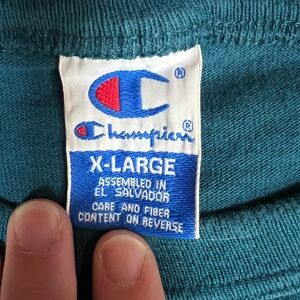 ®
Champion®
X-LARGE
ASSEMBLED IN
EL SALVADOR
CARE AND FIBER
CONTENT ON REVERSE